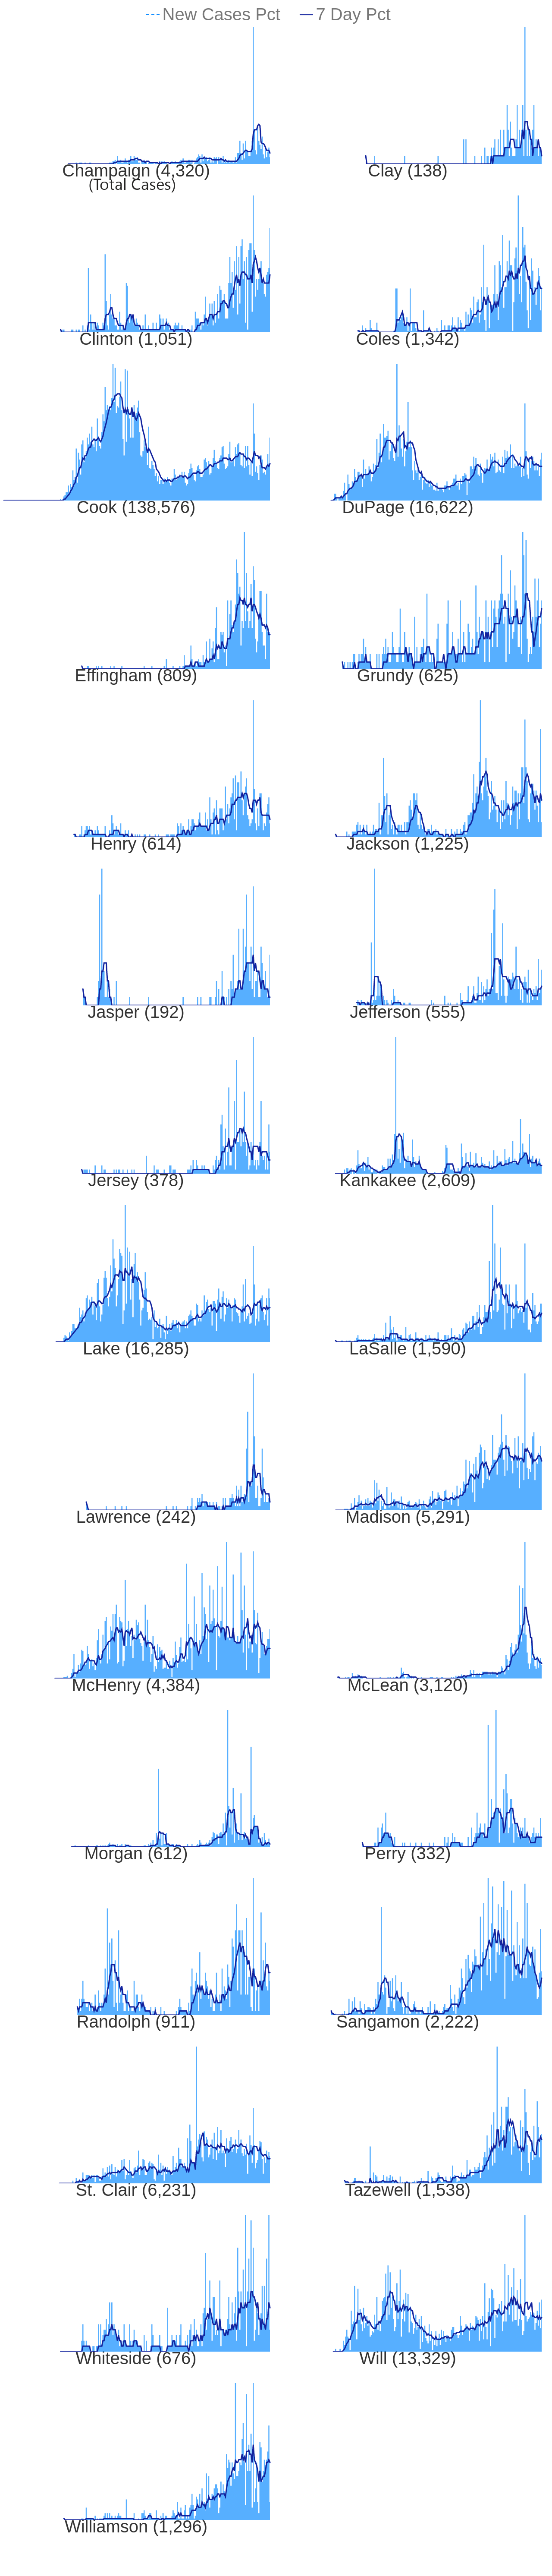 New Cases Pct 7 Day Pct
Champaign (4,320) Clay (138)
(Total Cases)
Clinton (1,051) Coles (1,342)
Cook (138,576) DuPage (16,622)
Effingham (809) Grundy (625)
Henry (614) Jackson (1,225)
Jasper (192) Jefferson (555)
Jersey (378) Kankakee (2,609)
Lake (16,285) LaSalle (1,590)
Lawrence (242) Madison (5,291)
McHenry (4,384) McLean (3,120)
Morgan (612) Perry (332)
Randolph (911) Sangamon (2,222)
St. Clair (6,231) Tazewell (1,538)
Whiteside (676) Will (13,329)
Williamson (1,296)